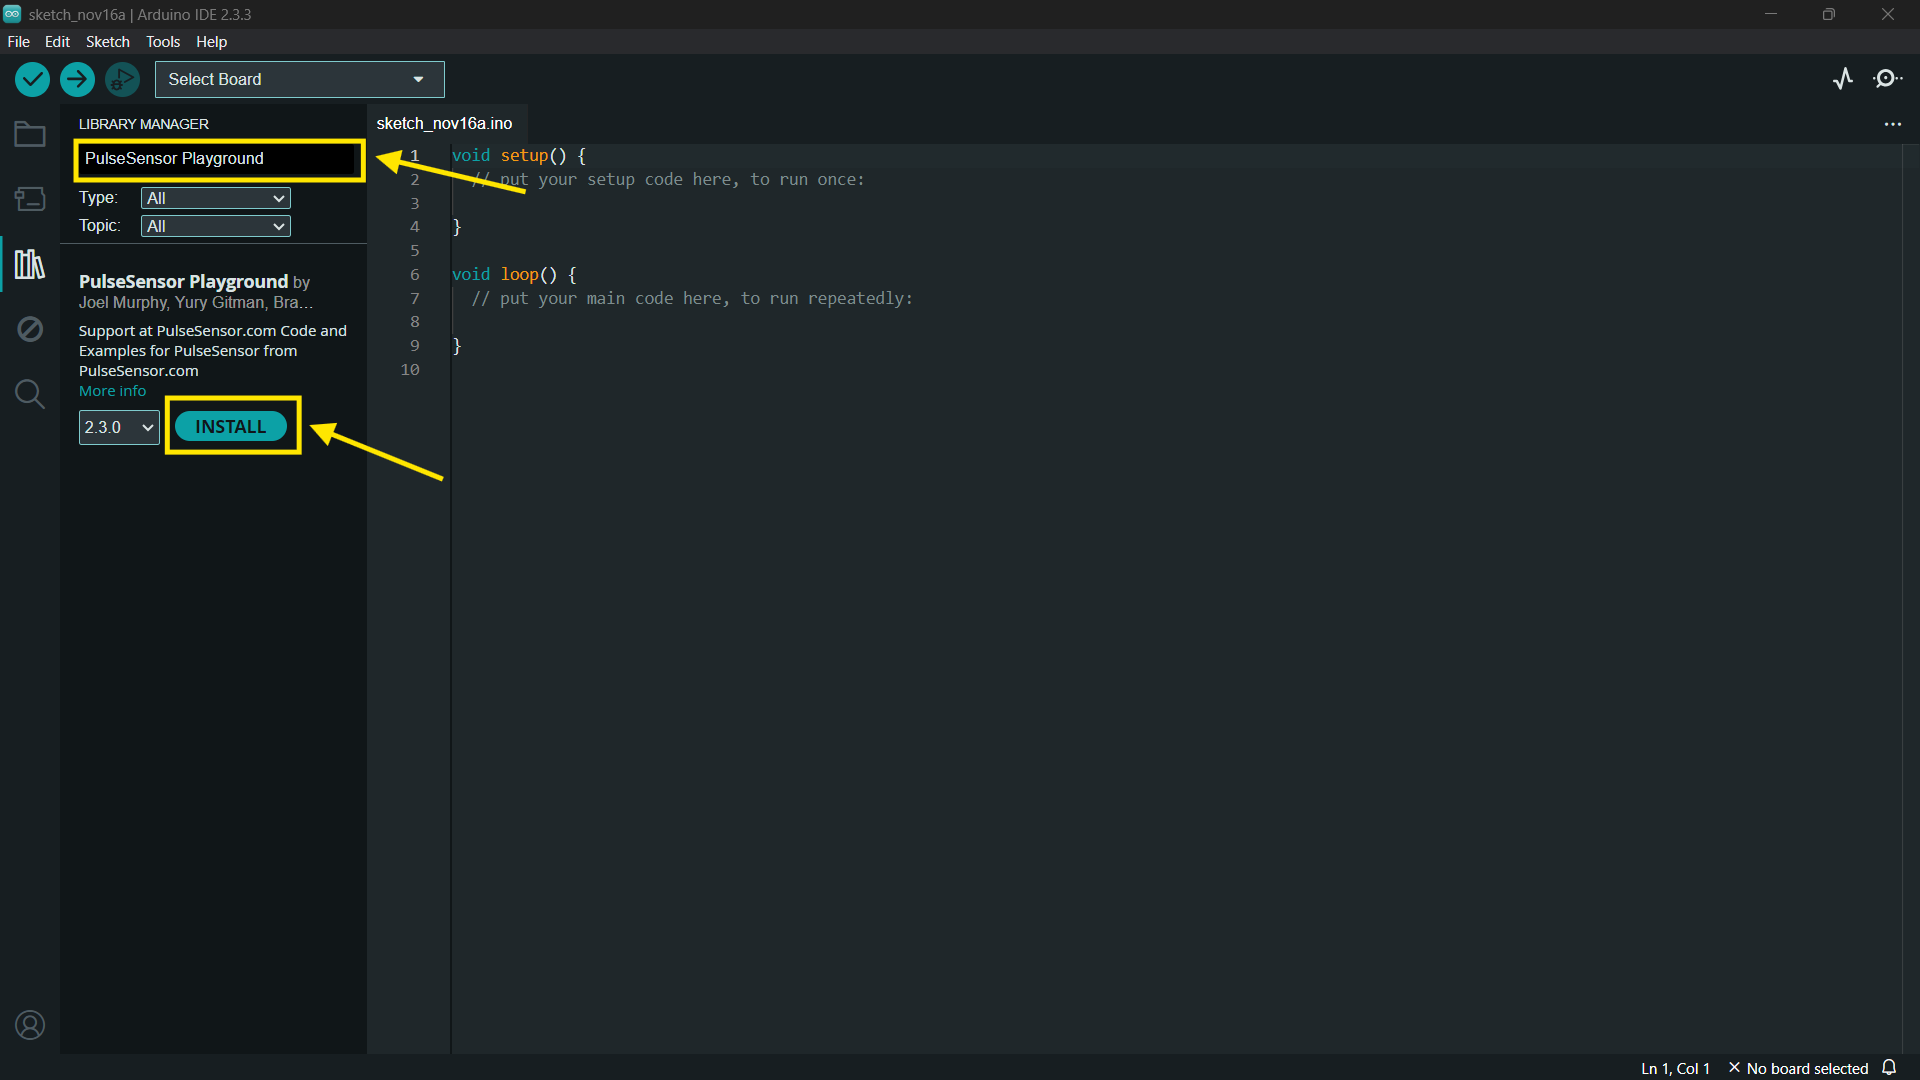 sketch_nov16a | Arduino IDE 2.3.3
File Edit Sketch Tools Help
Select Board
LIBRARY MANAGER
PulseSensor Playground
Type: All
Topic: All
PulseSensor Playground by
Joel Murphy, Yury Gitman, Bra...
Support at PulseSensor.com Code and
Examples for PulseSensor from
PulseSensor.com
More info
2.3.0 INSTALL
sketch_nov16a.ino
1 void setup() {
2 // put your setup code here, to run once:
3
4 }
5
6 void loop() {
7 // put your main code here, to run repeatedly:
8
9 }
10
Ln 1, Col 1 No board selected